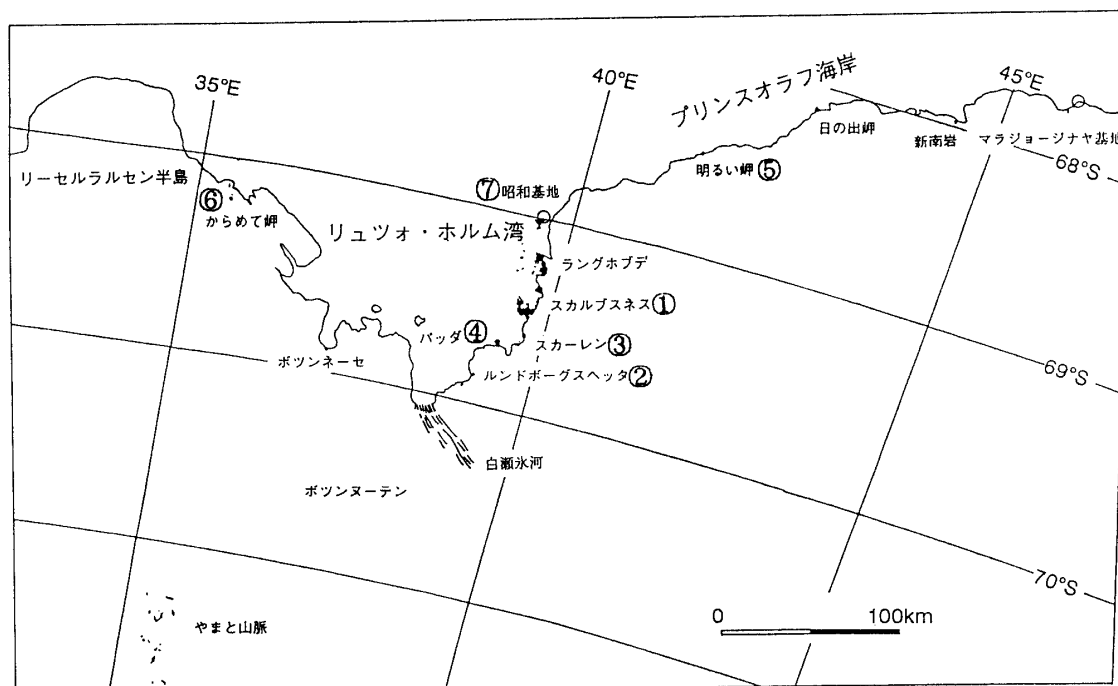 35°E
40°E
45°E
プリンスオラフ海岸
日の出岬
新南岩
マラジョージナヤ基地
68°S
リーセルラルセン半島
明るい岬⑤
⑥
からめて岬
⑦昭和基地
リュツォ・ホルム湾
ラングホブデ
スカルブスネス①
パッダ④
スカーレン③
ボツンネーセ
ルンドボーグスヘッタ②
69°S
白瀬氷河
ボツンヌーテン
70°S
やまと山脈
0 100km